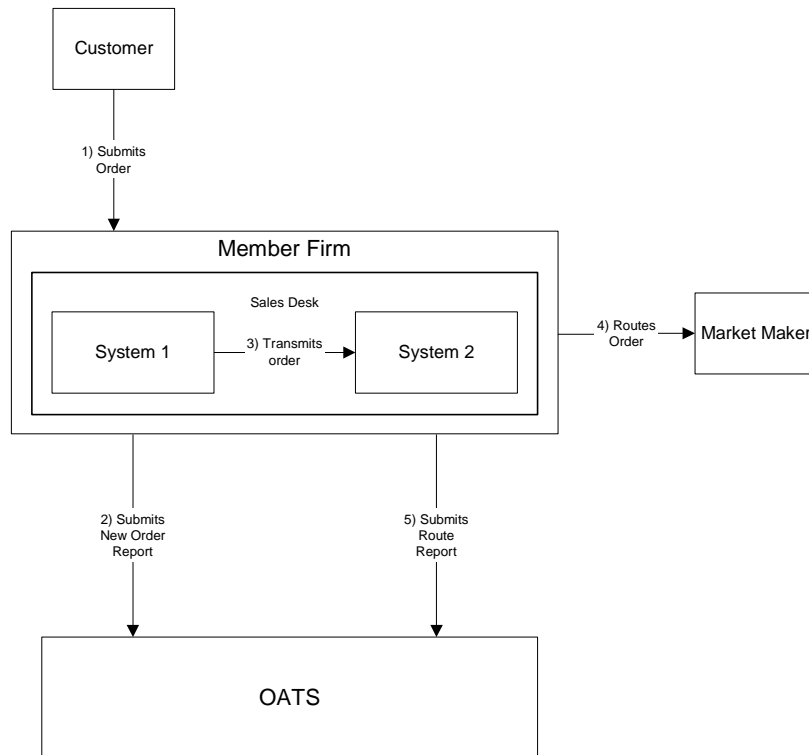 Customer
1) Submits
Order
Member Firm
Sales Desk
System 1
3) Transmits
order
System 2
4) Routes
Order
Market Maker
2) Submits
New Order
Report
5) Submits
Route
Report
OATS